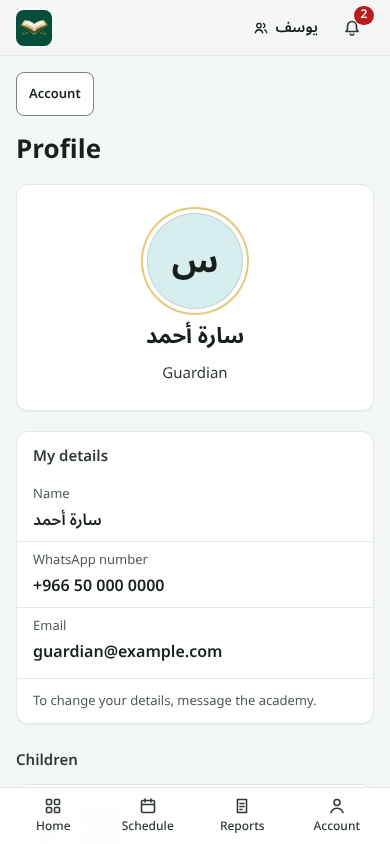 يوسف
2
Account
Profile
س
سارة أحمد
Guardian
My details
Name
سارة أحمد
WhatsApp number
+966 50 000 0000
Email
guardian@example.com
To change your details, message the academy.
Children
Home
Schedule
Reports
Account